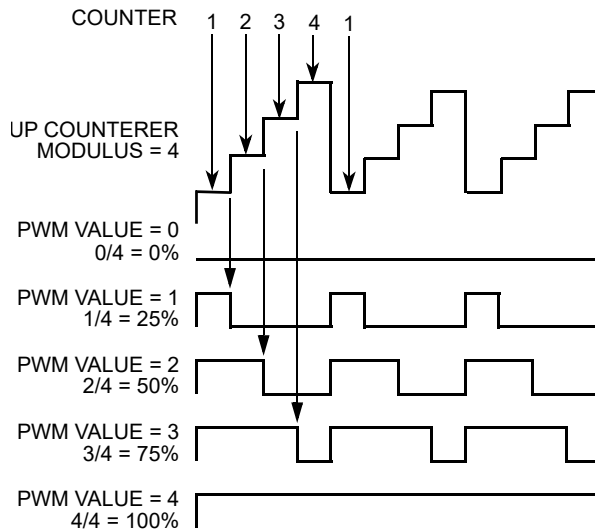 COUNTER 1 2 3 4 1
UP COUNTERER
MODULUS = 4
PWM VALUE = 0
0/4 = 0%
PWM VALUE = 1
1/4 = 25%
PWM VALUE = 2
2/4 = 50%
PWM VALUE = 3
3/4 = 75%
PWM VALUE = 4
4/4 = 100%